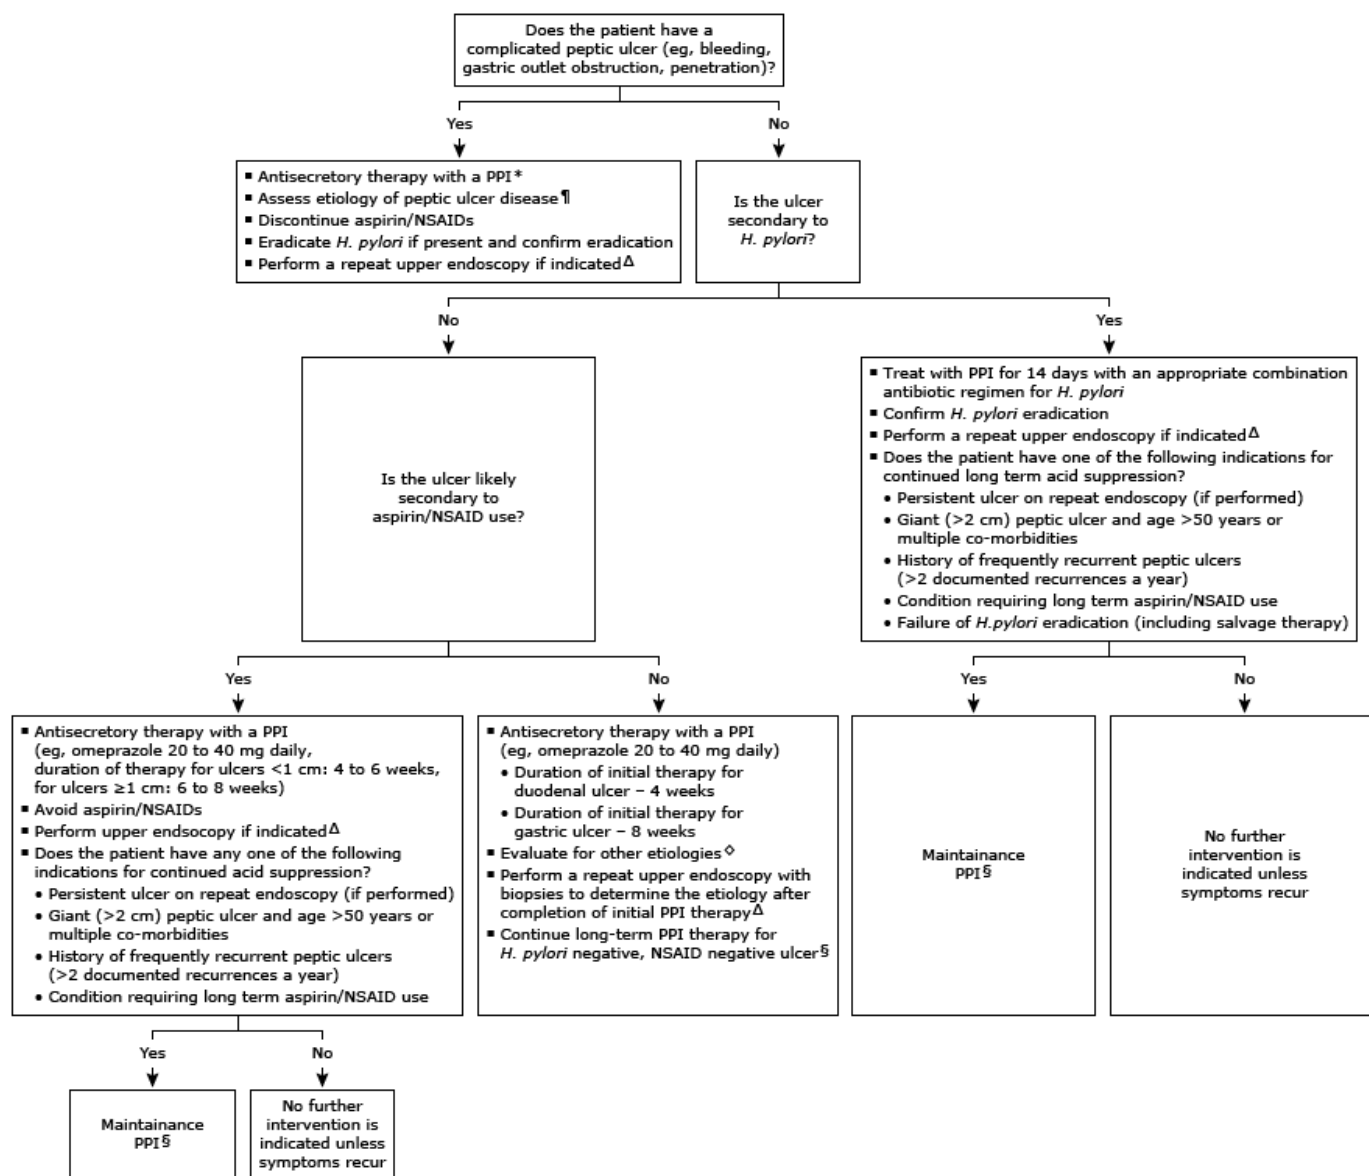 Does the patient have a
complicated peptic ulcer (eg, bleeding,
gastric outlet obstruction, penetration)?
Yes
No
▪ Antisecretory therapy with a PPI*
▪ Assess etiology of peptic ulcer disease¶
▪ Discontinue aspirin/NSAIDs
▪ Eradicate H. pylori if present and confirm eradication
▪ Perform a repeat upper endoscopy if indicatedΔ
Is the ulcer
secondary to
H. pylori?
No
Yes
Is the ulcer likely
secondary to
aspirin/NSAID use?
▪ Treat with PPI for 14 days with an appropriate combination
antibiotic regimen for H. pylori
▪ Confirm H. pylori eradication
▪ Perform a repeat upper endoscopy if indicatedΔ
▪ Does the patient have one of the following indications for
continued long term acid suppression?
• Persistent ulcer on repeat endoscopy (if performed)
• Giant (>2 cm) peptic ulcer and age >50 years or
multiple co-morbidities
• History of frequently recurrent peptic ulcers
(>2 documented recurrences a year)
• Condition requiring long term aspirin/NSAID use
• Failure of H.pylori eradication (including salvage therapy)
Yes
No
Yes
No
▪ Antisecretory therapy with a PPI
(eg, omeprazole 20 to 40 mg daily,
duration of therapy for ulcers <1 cm: 4 to 6 weeks,
for ulcers ≥1 cm: 6 to 8 weeks)
▪ Avoid aspirin/NSAIDs
▪ Perform upper endsocopy if indicatedΔ
▪ Does the patient have any one of the following
indications for continued acid suppression?
• Persistent ulcer on repeat endoscopy (if performed)
• Giant (>2 cm) peptic ulcer and age >50 years or
multiple co-morbidities
• History of frequently recurrent peptic ulcers
(>2 documented recurrences a year)
• Condition requiring long term aspirin/NSAID use
▪ Antisecretory therapy with a PPI
(eg, omeprazole 20 to 40 mg daily)
• Duration of initial therapy for
duodenal ulcer – 4 weeks
• Duration of initial therapy for
gastric ulcer – 8 weeks
▪ Evaluate for other etiologies◊
▪ Perform a repeat upper endoscopy with
biopsies to determine the etiology after
completion of initial PPI therapyΔ
▪ Continue long-term PPI therapy for
H. pylori negative, NSAID negative ulcer§
Maintainance
PPI§
No further
intervention is
indicated unless
symptoms recur
Yes
No
Maintainance
PPI§
No further
intervention is
indicated unless
symptoms recur